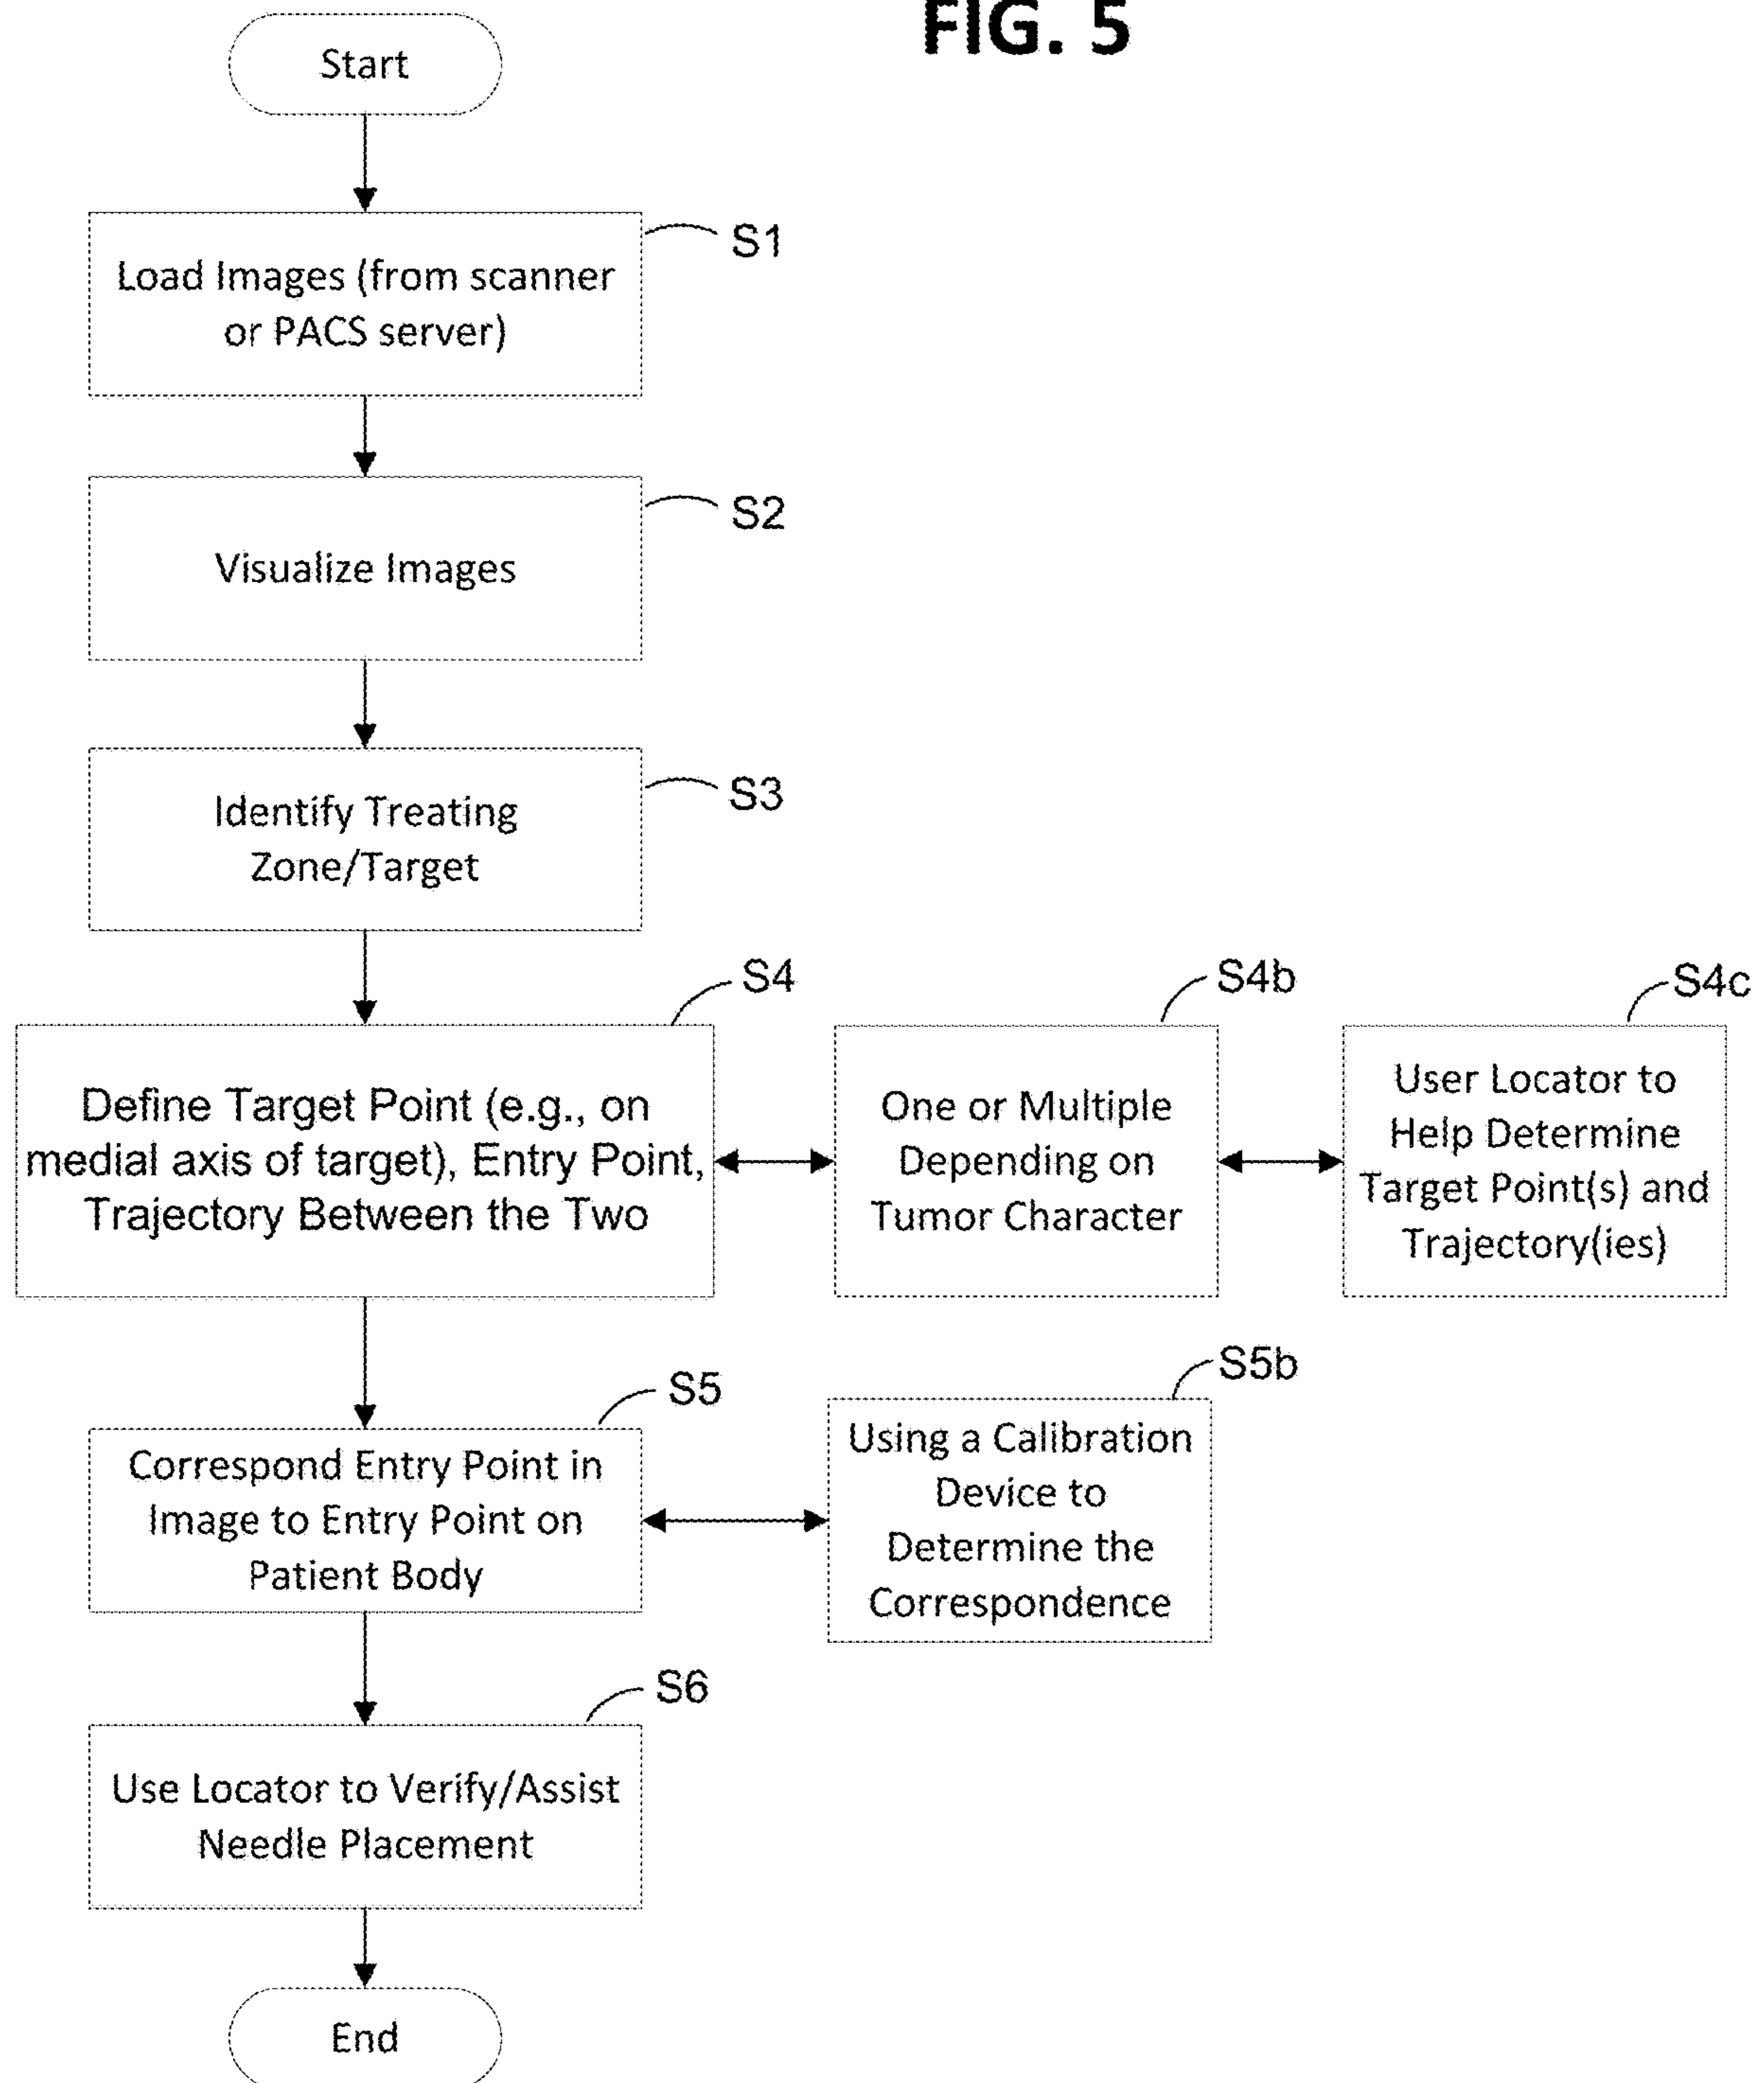 FIG. 5
Start
S1
Load Images (from scanner
or PACS server)
S2
Visualize Images
S3
Identify Treating
Zone/Target
S4
Define Target Point (e.g., on
medial axis of target), Entry Point,
Trajectory Between the Two
S4b
One or Multiple
Depending on
Tumor Character
S4c
User Locator to
Help Determine
Target Point(s) and
Trajectory(ies)
S5
Correspond Entry Point in
Image to Entry Point on
Patient Body
S5b
Using a Calibration
Device to
Determine the
Correspondence
S6
Use Locator to Verify/Assist
Needle Placement
End